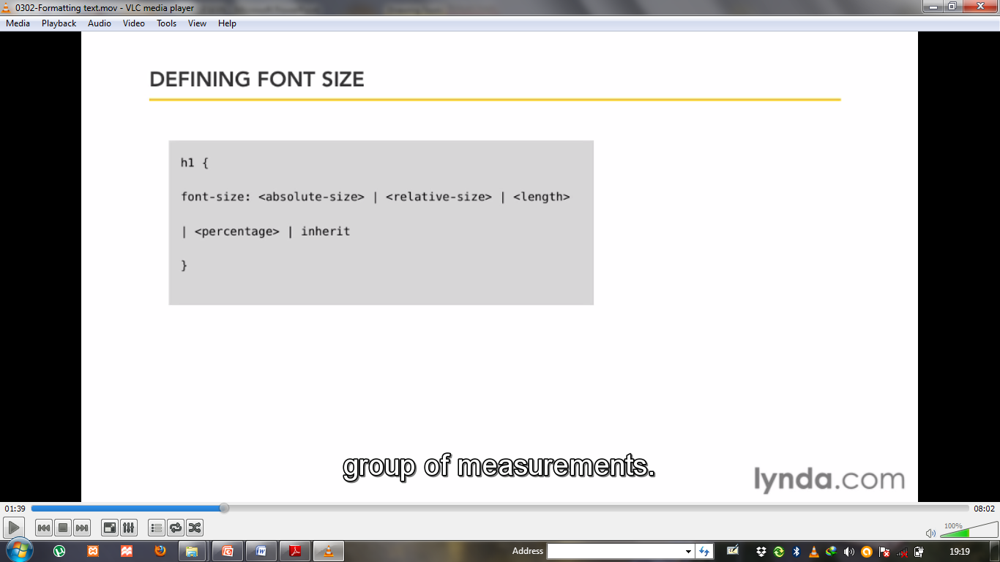 0302-Formatting text.mov - VLC media player
Media Playback Audio Video Tools View Help
DEFINING FONT SIZE
h1 {
font-size: <absolute-size> | <relative-size> | <length>
| <percentage> | inherit
}
group of measurements.
lynda.com
01:39 08:02
100%
Address 19:19